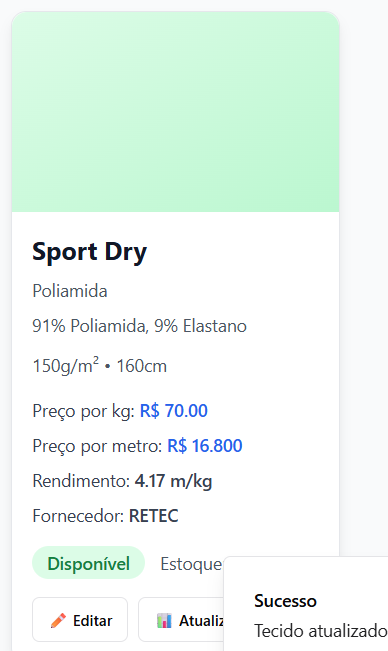 Sport Dry
Poliamida
91% Poliamida, 9% Elastano
150g/m² • 160cm
Preço por kg: R$ 70.00
Preço por metro: R$ 16.800
Rendimento: 4.17 m/kg
Fornecedor: RETEC
Disponível Estoque
Editar
Sucesso
Tecido atualizado